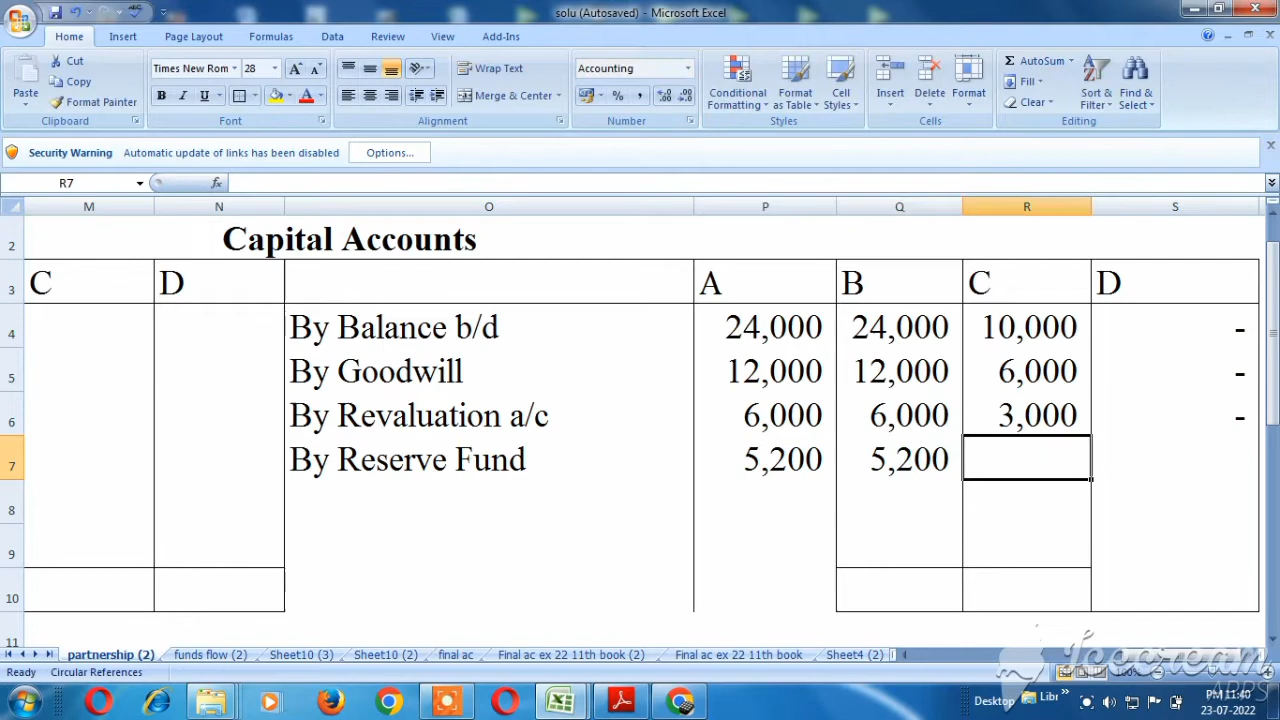 solu (Autosaved) - Microsoft Excel
Home Insert Page Layout Formulas Data Review View Add-Ins
Paste Cut Copy Format Painter Clipboard
Times New Rom 28 B I U Font
Wrap Text Merge & Center Alignment
Accounting % , Number
Conditional Formatting Format as Table Cell Styles Styles
Insert Delete Format Cells
Σ AutoSum Fill Clear Sort & Filter Find & Select Editing
Security Warning Automatic update of links has been disabled Options...
R7 fx
M N O P Q R S
2 Capital Accounts
3 C D A B C D
4 By Balance b/d 24,000 24,000 10,000 -
5 By Goodwill 12,000 12,000 6,000 -
6 By Revaluation a/c 6,000 6,000 3,000 -
7 By Reserve Fund 5,200 5,200
8
9
10
11
partnership (2) funds flow (2) Sheet10 (3) Sheet10 (2) final ac Final ac ex 22 11th book (2) Final ac ex 22 11th book Sheet4 (2)
Ready Circular References 100%
Icecream APPS
Desktop Libr » PM 11:40
23-07-2022